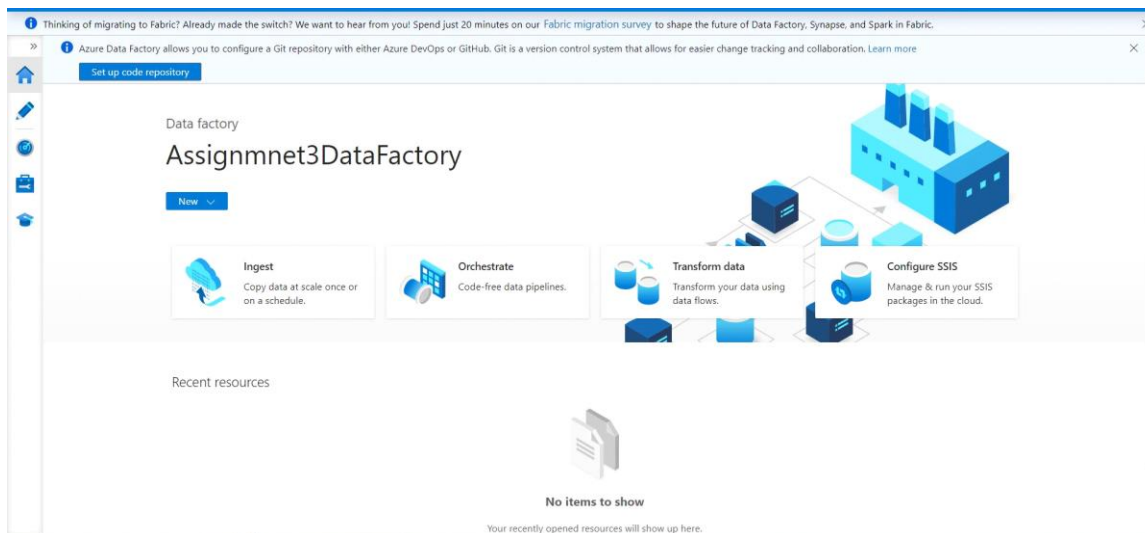 Thinking of migrating to Fabric? Already made the switch? We want to hear from you! Spend just 20 minutes on our Fabric migration survey to shape the future of Data Factory, Synapse, and Spark in Fabric.
Azure Data Factory allows you to configure a Git repository with either Azure DevOps or GitHub. Git is a version control system that allows for easier change tracking and collaboration. Learn more
Set up code repository
Data factory
Assignmnet3DataFactory
New
Ingest
Copy data at scale once or
on a schedule.
Orchestrate
Code-free data pipelines.
Transform data
Transform your data using
data flows.
Configure SSIS
Manage & run your SSIS
packages in the cloud.
Recent resources
No items to show
Your recently opened resources will show up here.